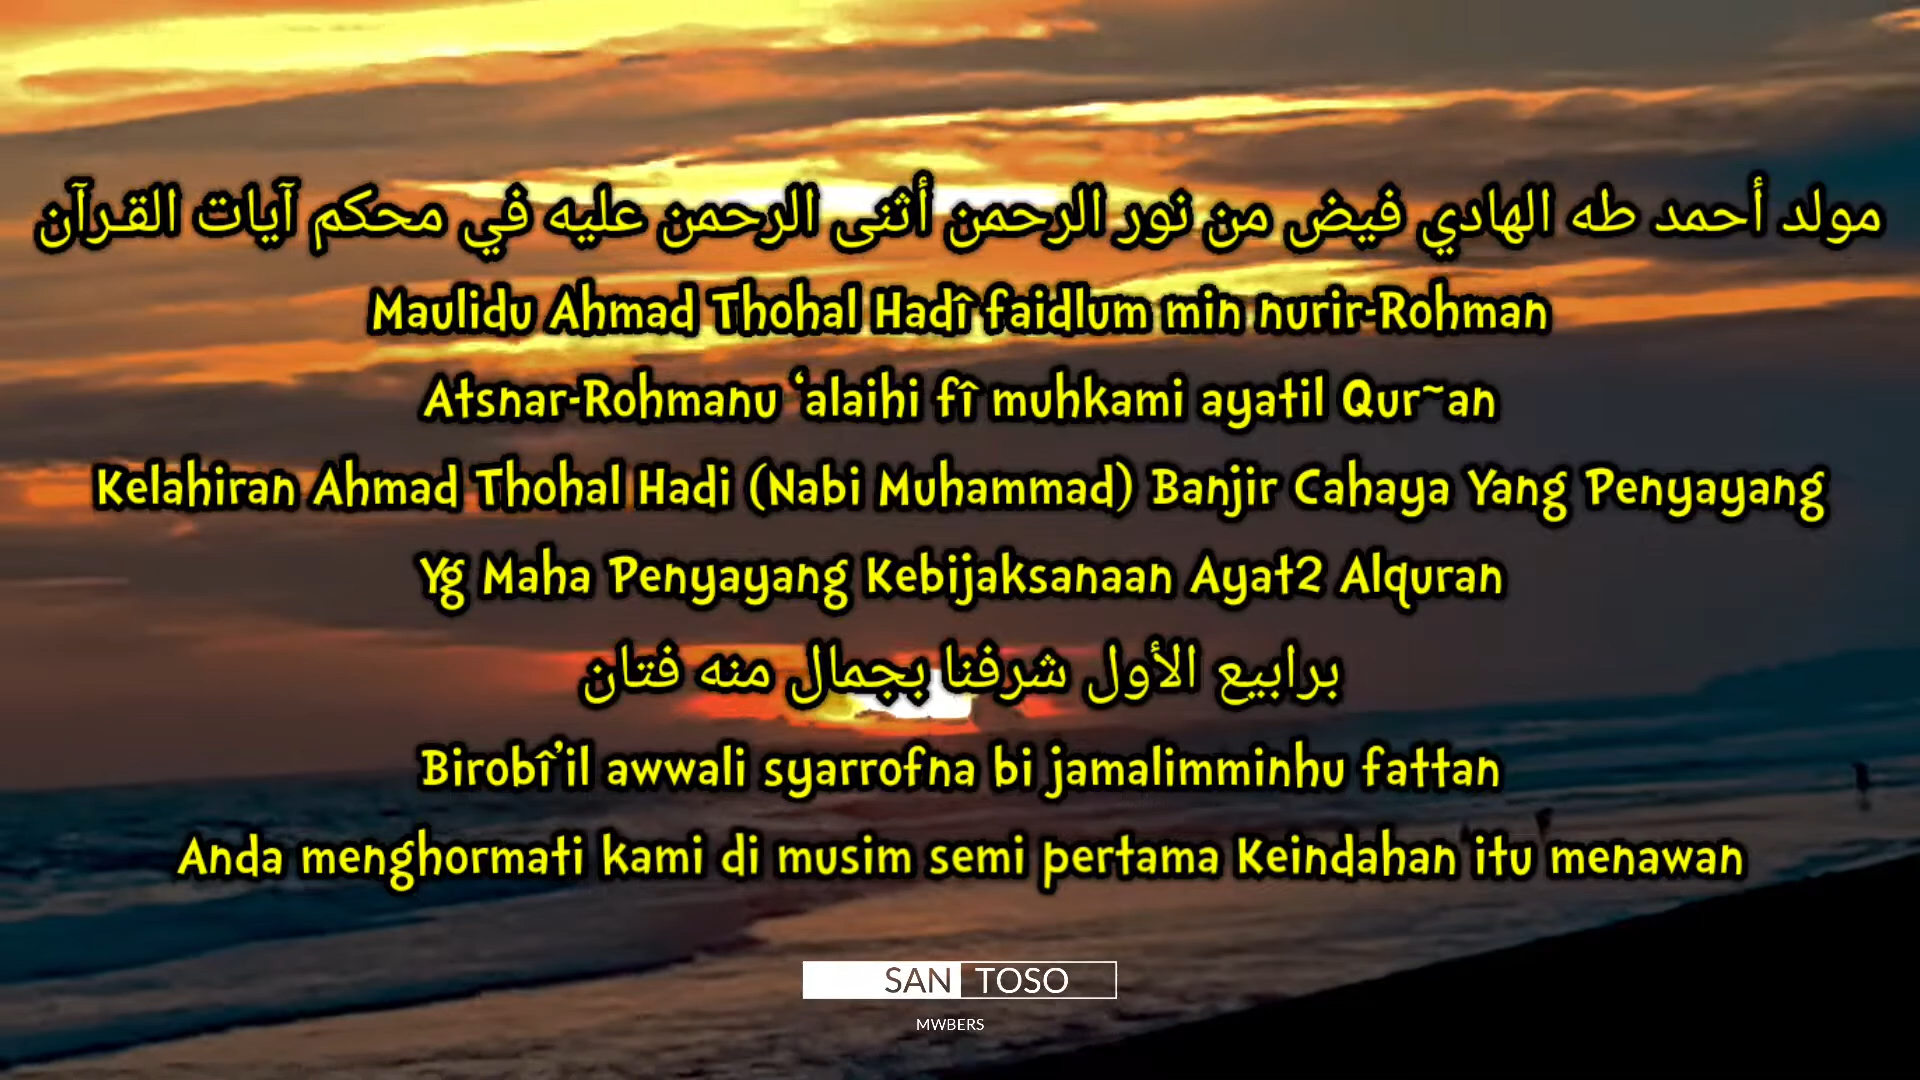 مولد أحمد طه الهادي فيض من نور الرحمن أثنى الرحمن عليه في محكم آيات القـرآن
Maulidu Ahmad Thohal Hadî faidlum min nurir-Rohman
Atsnar-Rohmanu ‘alaihi fî muhkami ayatil Qur~an
Kelahiran Ahmad Thohal Hadi (Nabi Muhammad) Banjir Cahaya Yang Penyayang
Yg Maha Penyayang Kebijaksanaan Ayat2 Alquran
برابيع الأول شرفنا بجمال منه فتان
Birobî’il awwali syarrofna bi jamalimminhu fattan
Anda menghormati kami di musim semi pertama Keindahan itu menawan
SAN TOSO
MWBERS